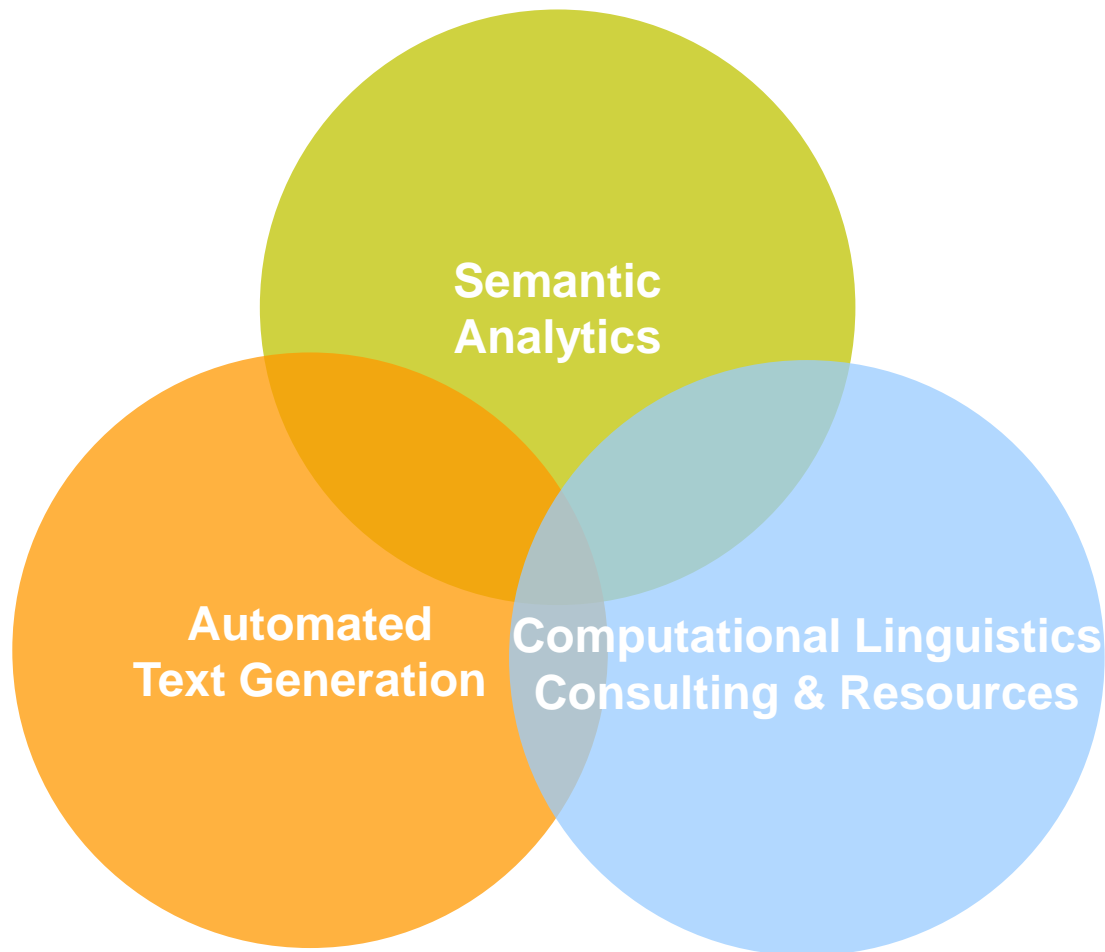 Semantic
Analytics
Automated
Text Generation
Computational Linguistics
Consulting & Resources